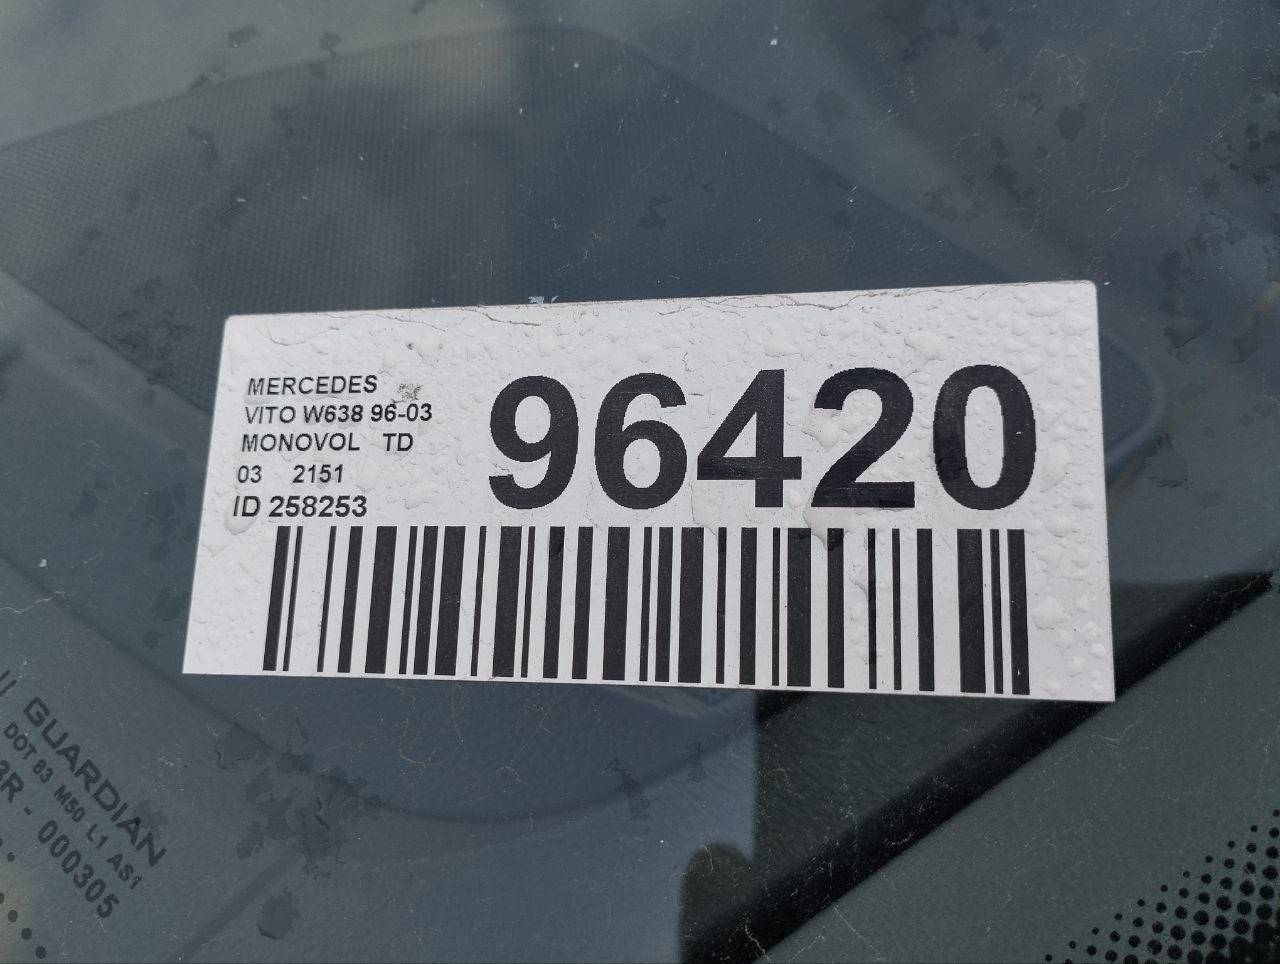 MERCEDES
VITO W638 96-03
MONOVOL TD
03 2151
ID 258253
96420
GUARDIAN
DOT 83 M50 L1 AS1
3R - 000305